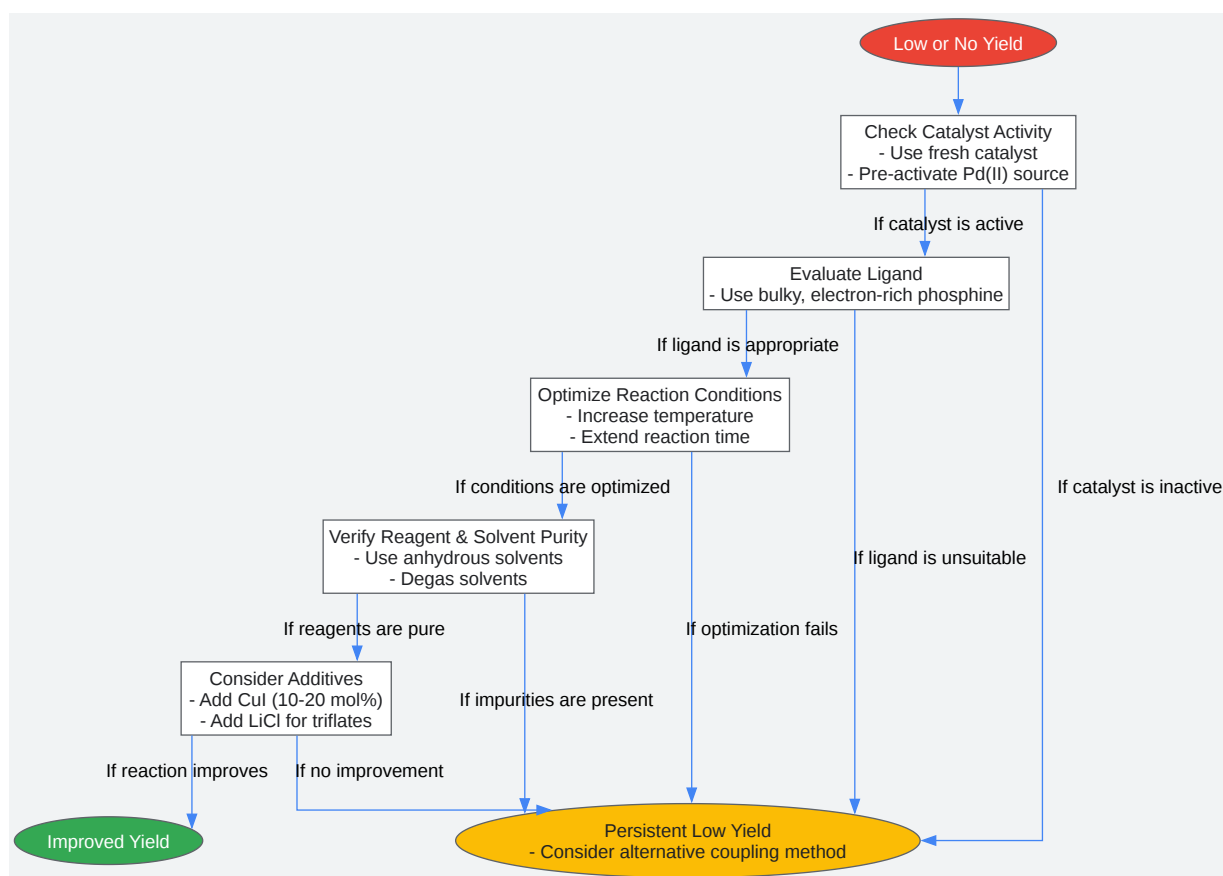 Low or No Yield
Check Catalyst Activity
- Use fresh catalyst
- Pre-activate Pd(II) source
If catalyst is active
Evaluate Ligand
- Use bulky, electron-rich phosphine
If ligand is appropriate
Optimize Reaction Conditions
- Increase temperature
- Extend reaction time
If conditions are optimized
If catalyst is inactive
Verify Reagent & Solvent Purity
- Use anhydrous solvents
- Degas solvents
If ligand is unsuitable
If reagents are pure
If optimization fails
Consider Additives
- Add CuI (10-20 mol%)
- Add LiCl for triflates
If impurities are present
If reaction improves
If no improvement
Improved Yield
Persistent Low Yield
- Consider alternative coupling method